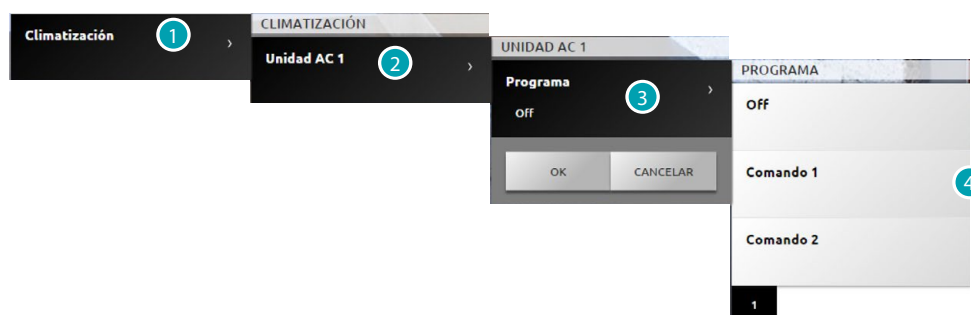 Climatización
1
CLIMATIZACIÓN
Unidad AC 1
2
UNIDAD AC 1
Programa
Off
3
OK
CANCELAR
PROGRAMA
Off
Comando 1
4
Comando 2
1